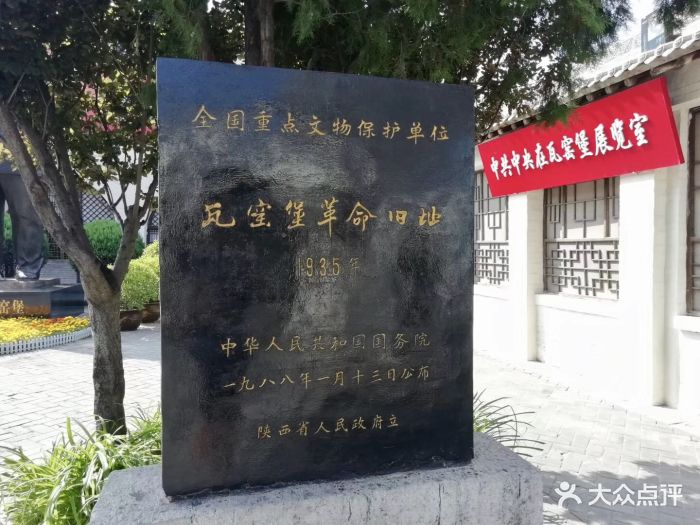 全国重点文物保护单位
瓦窑堡革命旧址
1935年
中华人民共和国国务院
一九八八年一月十三日公布
陕西省人民政府立
中共中央在瓦窑堡展览室
窑堡
大众点评